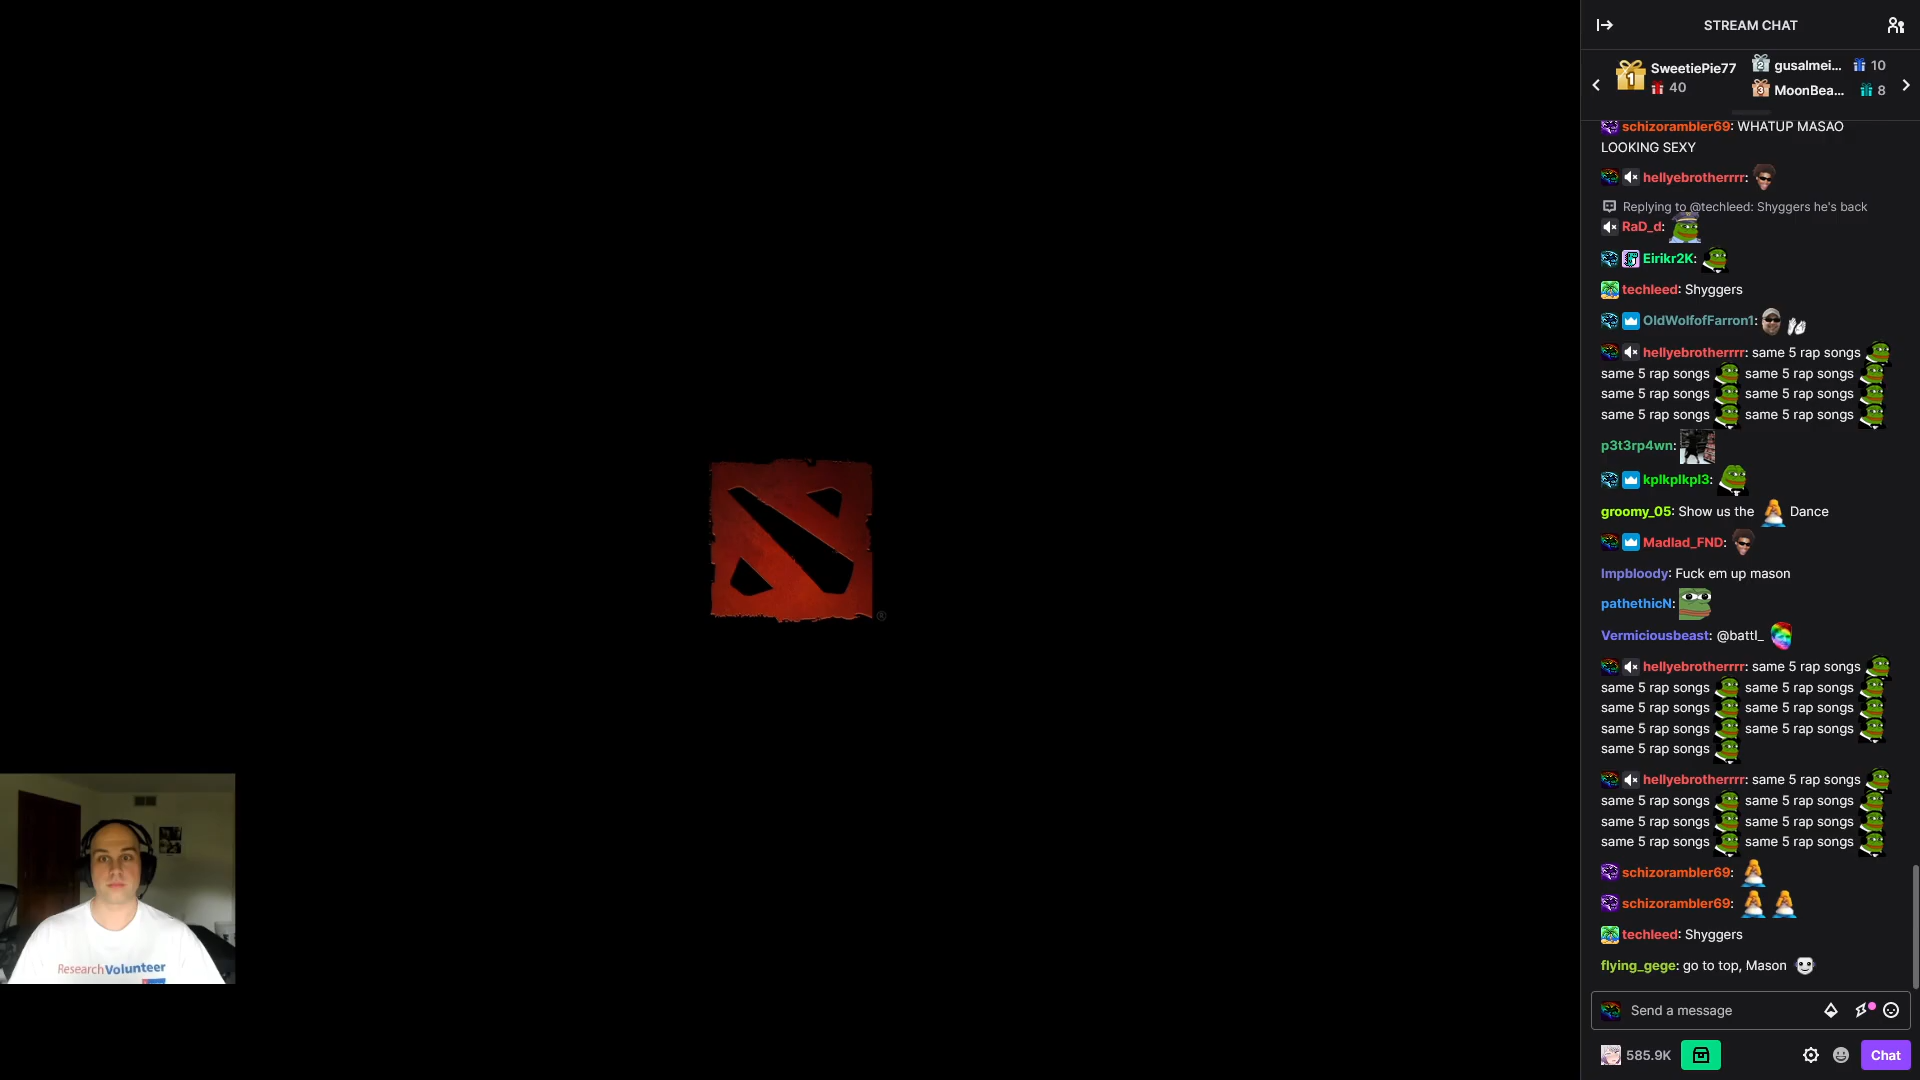 STREAM CHAT
1
SweetiePie77
40
2
gusalmei...
10
3
MoonBea...
8
schizorambler69: WHATUP MASAO
LOOKING SEXY
hellyebrotherrrr:
Replying to @techleed: Shyggers he's back
RaD_d:
Eirikr2K:
techleed: Shyggers
OldWolfofFarron1:
hellyebrotherrrr: same 5 rap songs
same 5 rap songs same 5 rap songs
same 5 rap songs same 5 rap songs
same 5 rap songs same 5 rap songs
p3t3rp4wn:
kplkplkpl3:
groomy_05: Show us the Dance
Madlad_FND:
Impbloody: Fuck em up mason
pathethicN:
Vermiciousbeast: @battl_
hellyebrotherrrr: same 5 rap songs
same 5 rap songs same 5 rap songs
same 5 rap songs same 5 rap songs
same 5 rap songs same 5 rap songs
same 5 rap songs
hellyebrotherrrr: same 5 rap songs
same 5 rap songs same 5 rap songs
same 5 rap songs same 5 rap songs
same 5 rap songs same 5 rap songs
schizorambler69:
schizorambler69:
techleed: Shyggers
flying_gege: go to top, Mason
Send a message
585.9K
Chat
®
ResearchVolunteer